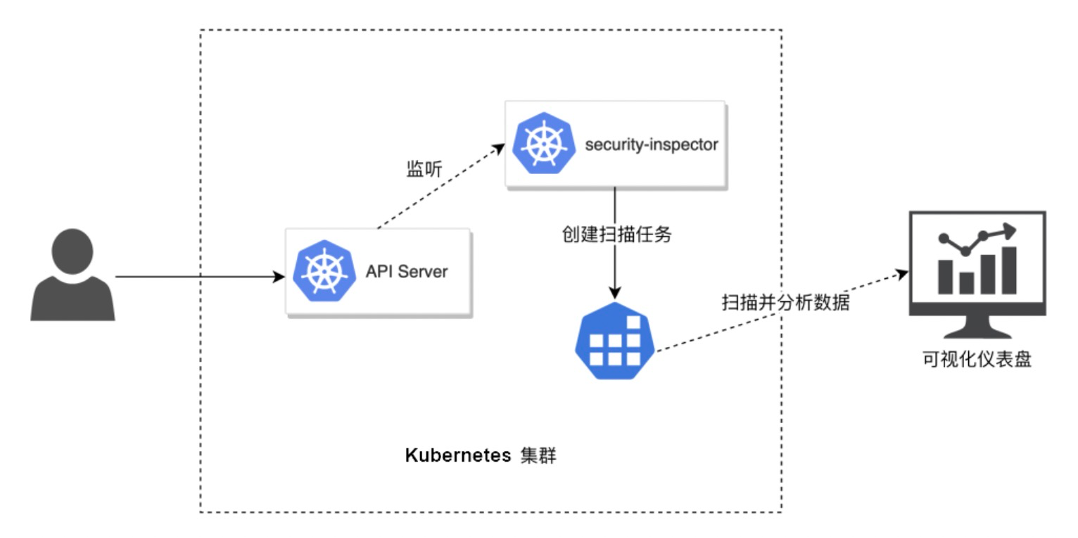 security-inspector
监听
创建扫描任务
API Server
扫描并分析数据
可视化仪表盘
Kubernetes 集群